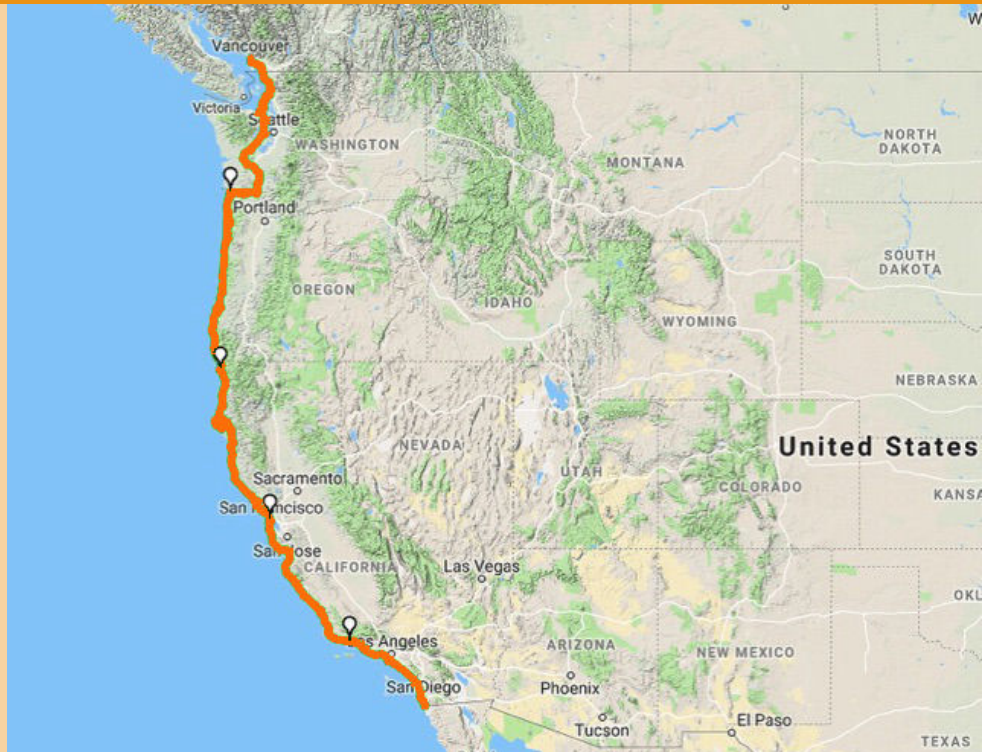 W
Vancouver
Victoria
Seattle
WASHINGTON
MONTANA
NORTH
DAKOTA
Portland
SOUTH
DAKOTA
OREGON
IDAHO
WYOMING
NEBRASKA
NEVADA
United States
Sacramento
UTAH
COLORADO
KANSA
San Francisco
San Jose
CALIFORNIA
Las Vegas
OKL
Los Angeles
ARIZONA
NEW MEXICO
San Diego
Phoenix
Tucson
El Paso
TEXAS